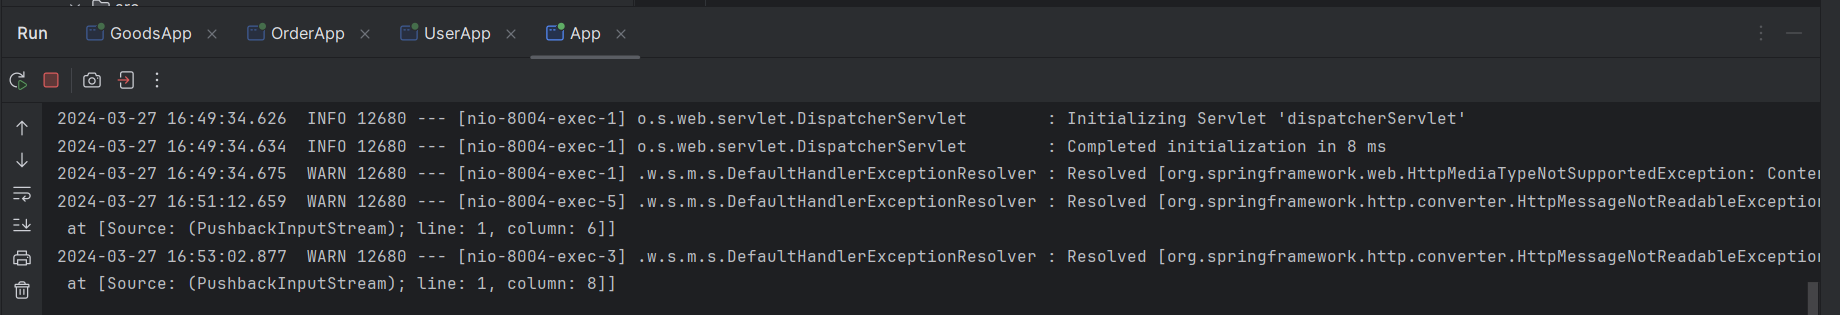 Run GoodsApp OrderApp UserApp App
2024-03-27 16:49:34.626  INFO 12680 --- [nio-8004-exec-1] o.s.web.servlet.DispatcherServlet        : Initializing Servlet 'dispatcherServlet'
2024-03-27 16:49:34.634  INFO 12680 --- [nio-8004-exec-1] o.s.web.servlet.DispatcherServlet        : Completed initialization in 8 ms
2024-03-27 16:49:34.675  WARN 12680 --- [nio-8004-exec-1] .w.s.m.s.DefaultHandlerExceptionResolver : Resolved [org.springframework.web.HttpMediaTypeNotSupportedException: Conten
2024-03-27 16:51:12.659  WARN 12680 --- [nio-8004-exec-5] .w.s.m.s.DefaultHandlerExceptionResolver : Resolved [org.springframework.http.converter.HttpMessageNotReadableException
 at [Source: (PushbackInputStream); line: 1, column: 6]]
2024-03-27 16:53:02.877  WARN 12680 --- [nio-8004-exec-3] .w.s.m.s.DefaultHandlerExceptionResolver : Resolved [org.springframework.http.converter.HttpMessageNotReadableException
 at [Source: (PushbackInputStream); line: 1, column: 8]]